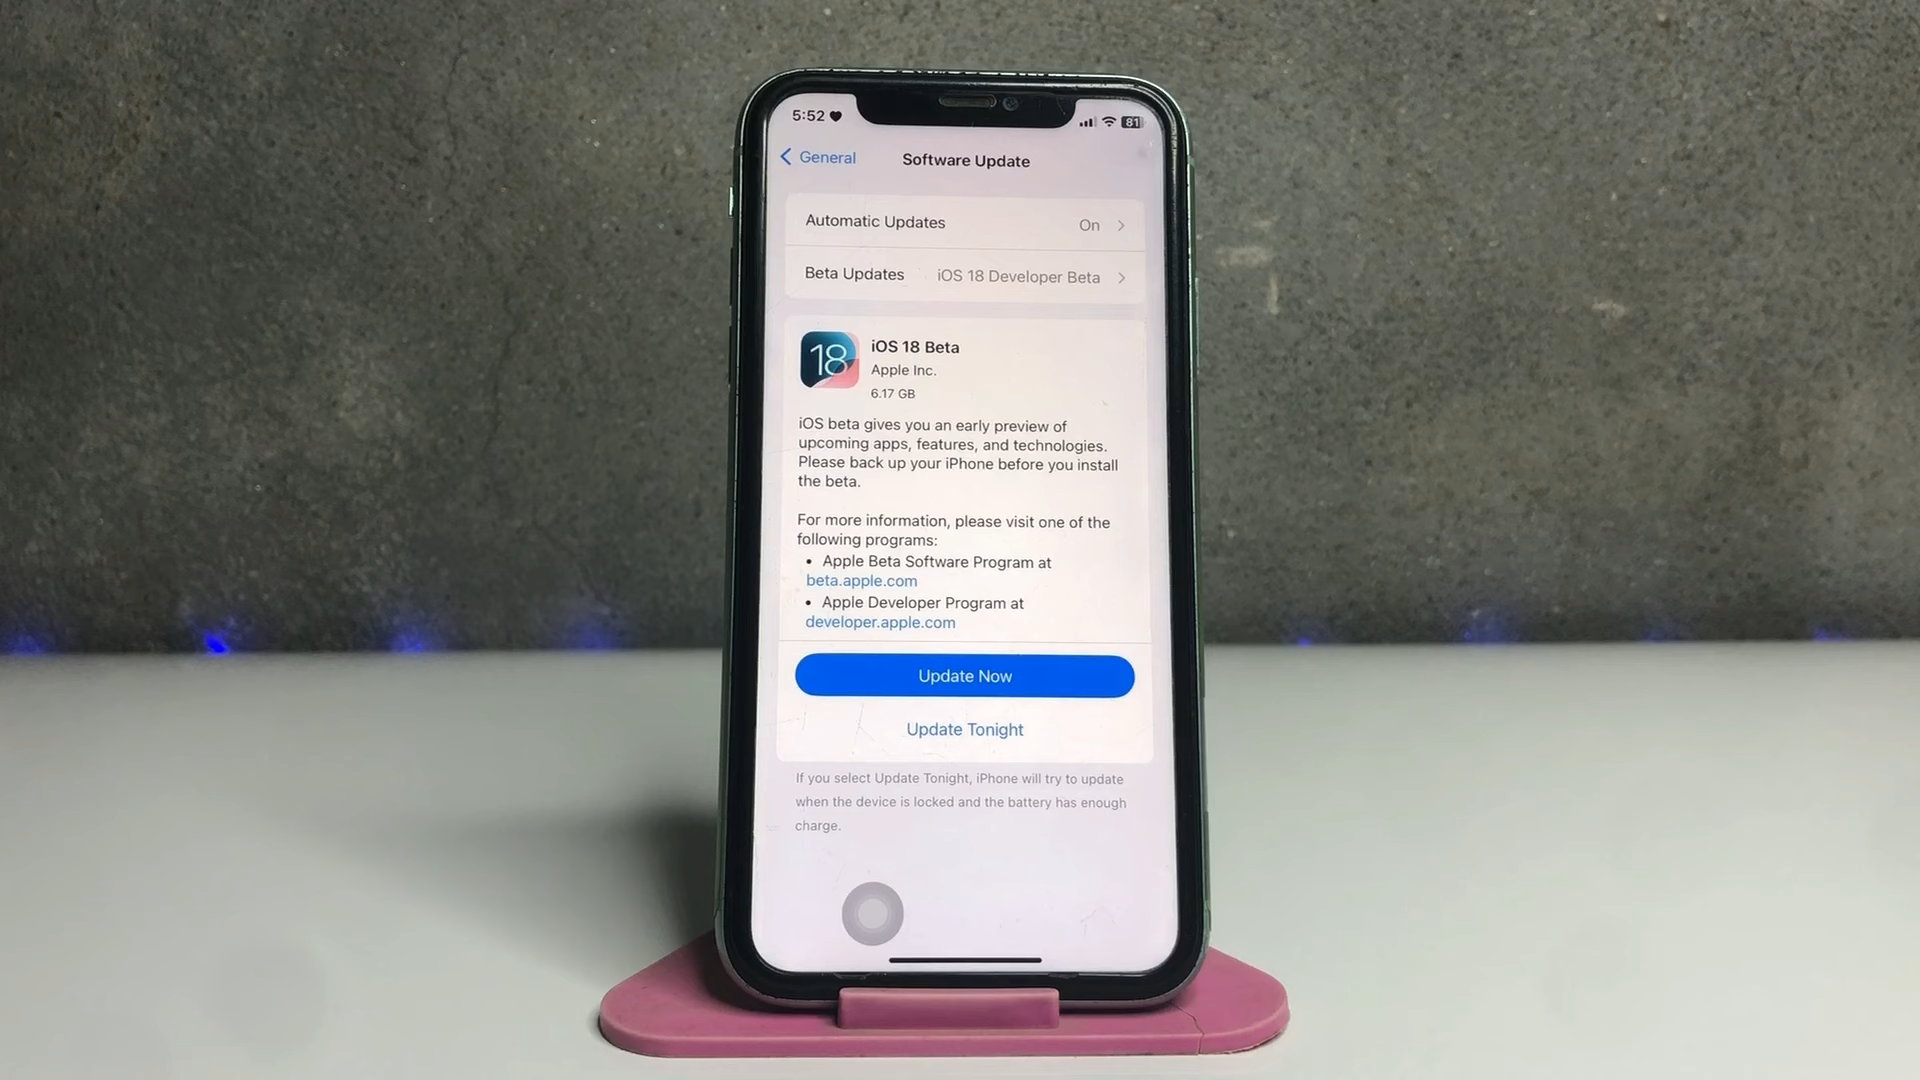 5:52
81
General
Software Update
Automatic Updates On
Beta Updates iOS 18 Developer Beta
18
iOS 18 Beta
Apple Inc.
6.17 GB
iOS beta gives you an early preview of
upcoming apps, features, and technologies.
Please back up your iPhone before you install
the beta.
For more information, please visit one of the
following programs:
• Apple Beta Software Program at
beta.apple.com
• Apple Developer Program at
developer.apple.com
Update Now
Update Tonight
If you select Update Tonight, iPhone will try to update
when the device is locked and the battery has enough
charge.